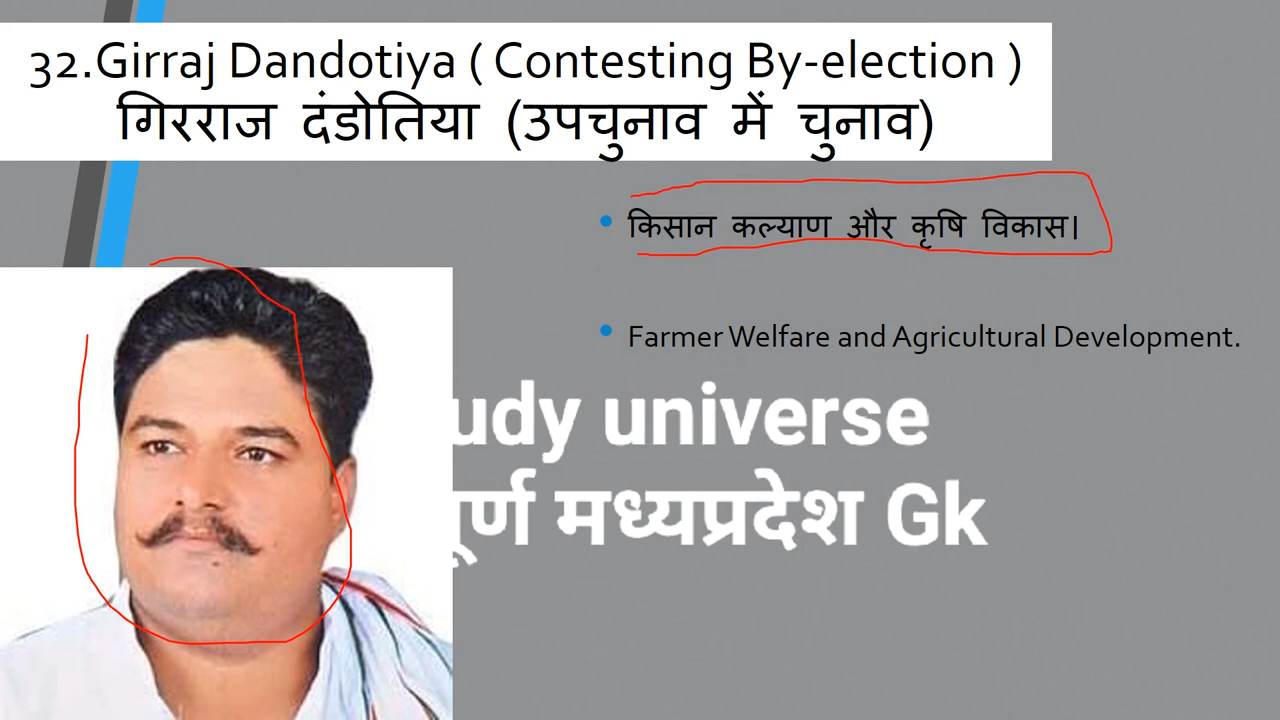 32.Girraj Dandotiya ( Contesting By-election )
गिरराज दंडोतिया (उपचुनाव में चुनाव)
किसान कल्याण और कृषि विकास।
Farmer Welfare and Agricultural Development.
udy universe
पूर्ण मध्यप्रदेश Gk